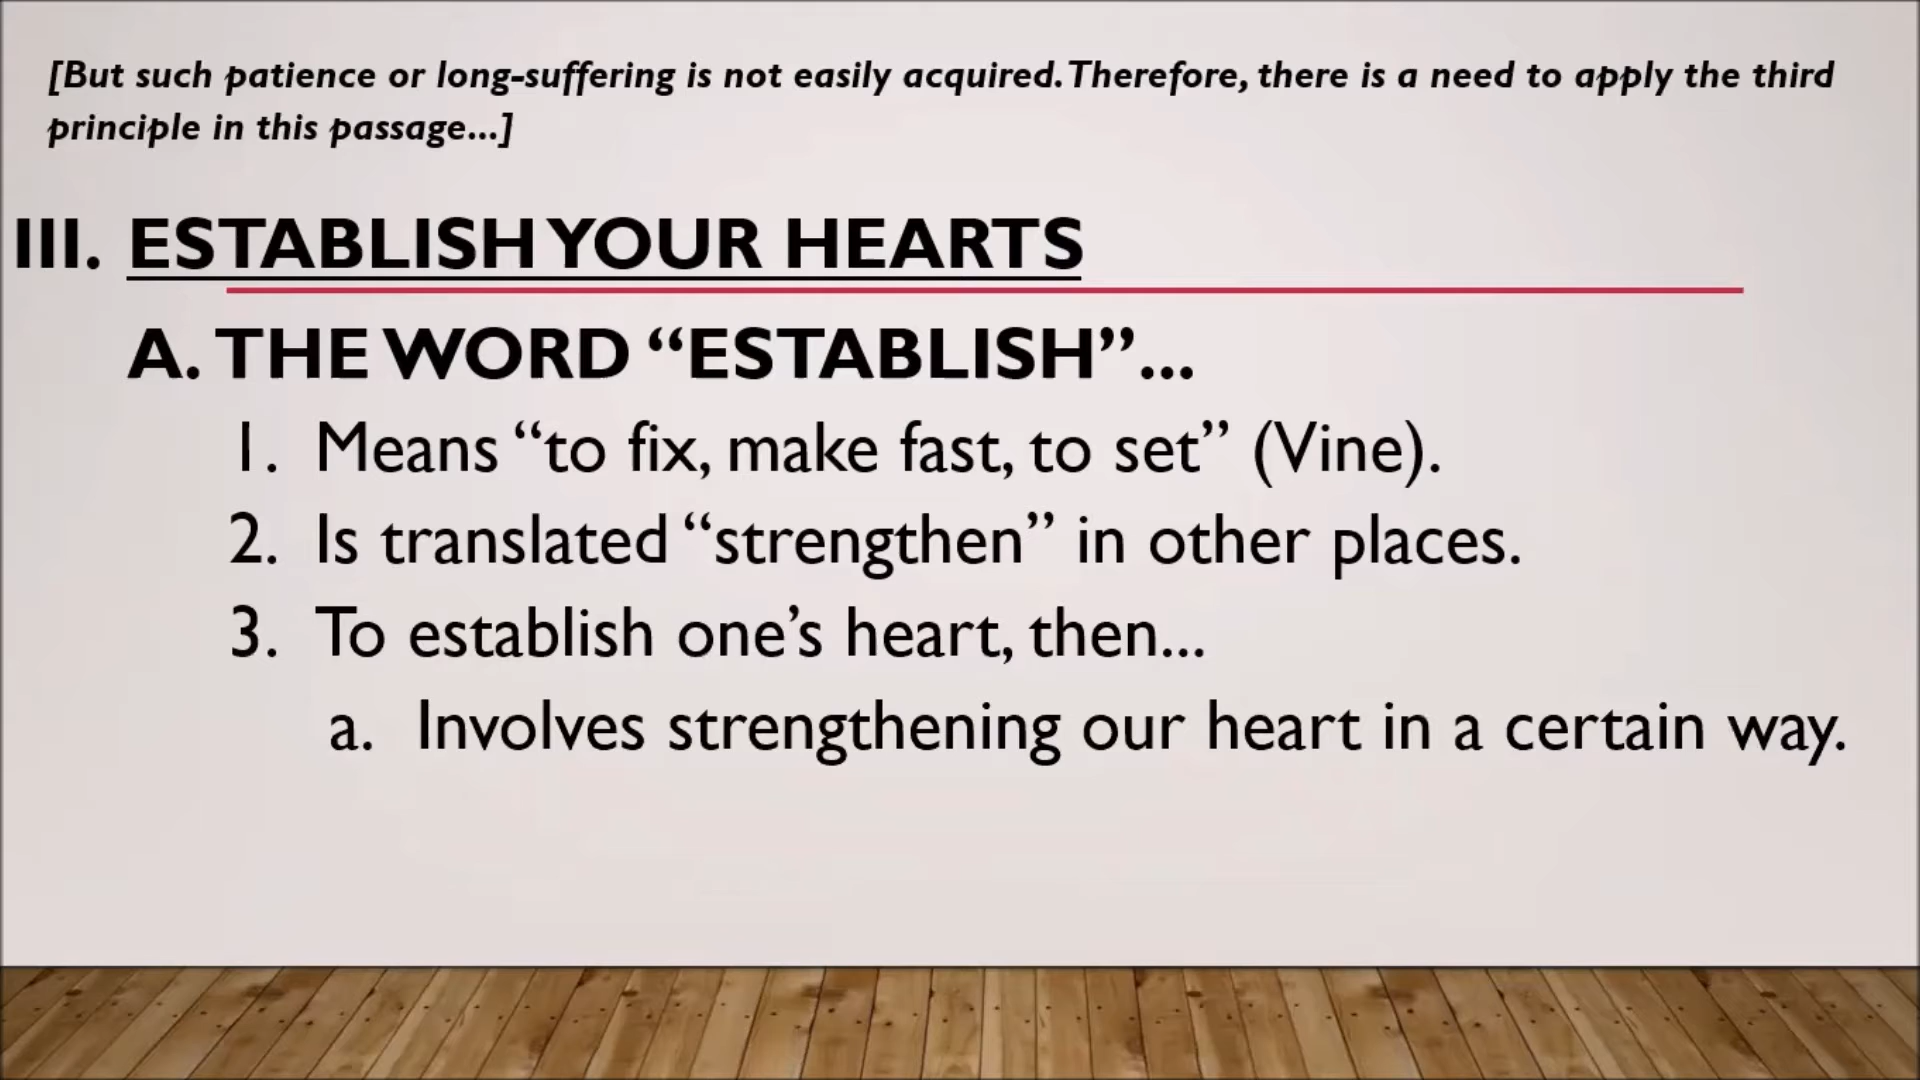 [But such patience or long-suffering is not easily acquired. Therefore, there is a need to apply the third
principle in this passage...]
III. ESTABLISH YOUR HEARTS
A. THE WORD “ESTABLISH”...
1. Means “to fix, make fast, to set” (Vine).
2. Is translated “strengthen” in other places.
3. To establish one’s heart, then...
a. Involves strengthening our heart in a certain way.